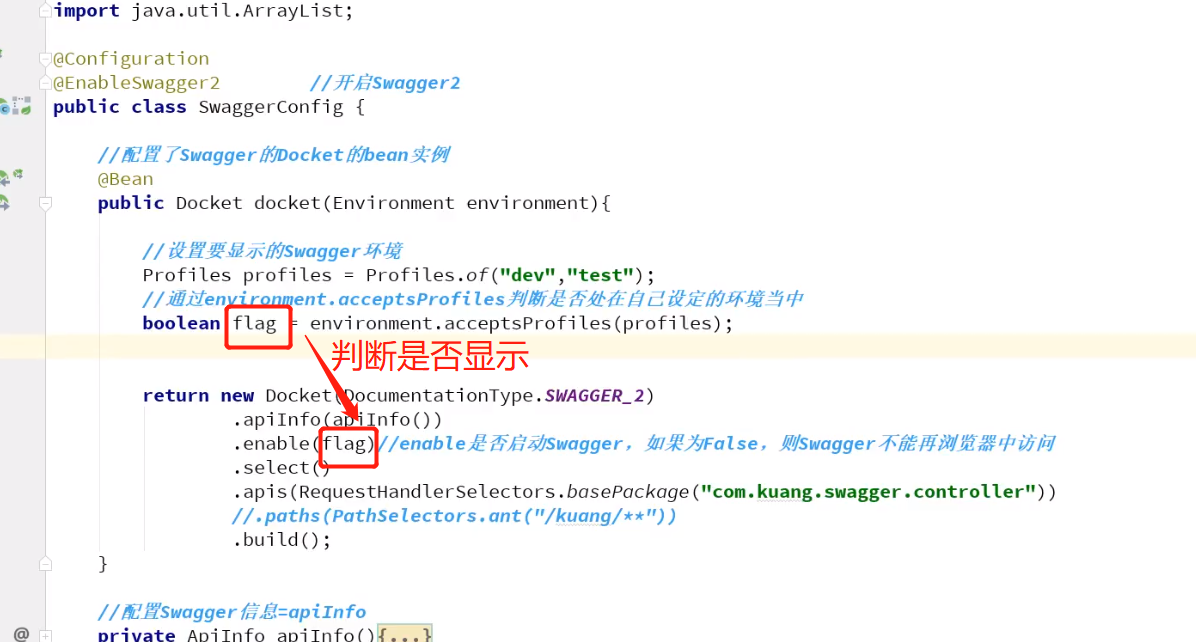 import java.util.ArrayList;
@Configuration
@EnableSwagger2 //开启Swagger2
public class SwaggerConfig {
//配置了Swagger的Docket的bean实例
@Bean
public Docket docket(Environment environment){
//设置要显示的Swagger环境
Profiles profiles = Profiles.of("dev","test");
//通过environment.acceptsProfiles判断是否处在自己设定的环境当中
boolean flag = environment.acceptsProfiles(profiles);
判断是否显示
return new Docket(DocumentationType.SWAGGER_2)
.apiInfo(apiInfo())
.enable(flag)//enable是否启动Swagger，如果为False，则Swagger不能再浏览器中访问
.select()
.apis(RequestHandlerSelectors.basePackage("com.kuang.swagger.controller"))
//.paths(PathSelectors.ant("/kuang/**"))
.build();
}
//配置Swagger信息=apiInfo
@ private ApiInfo apiInfo(){...}